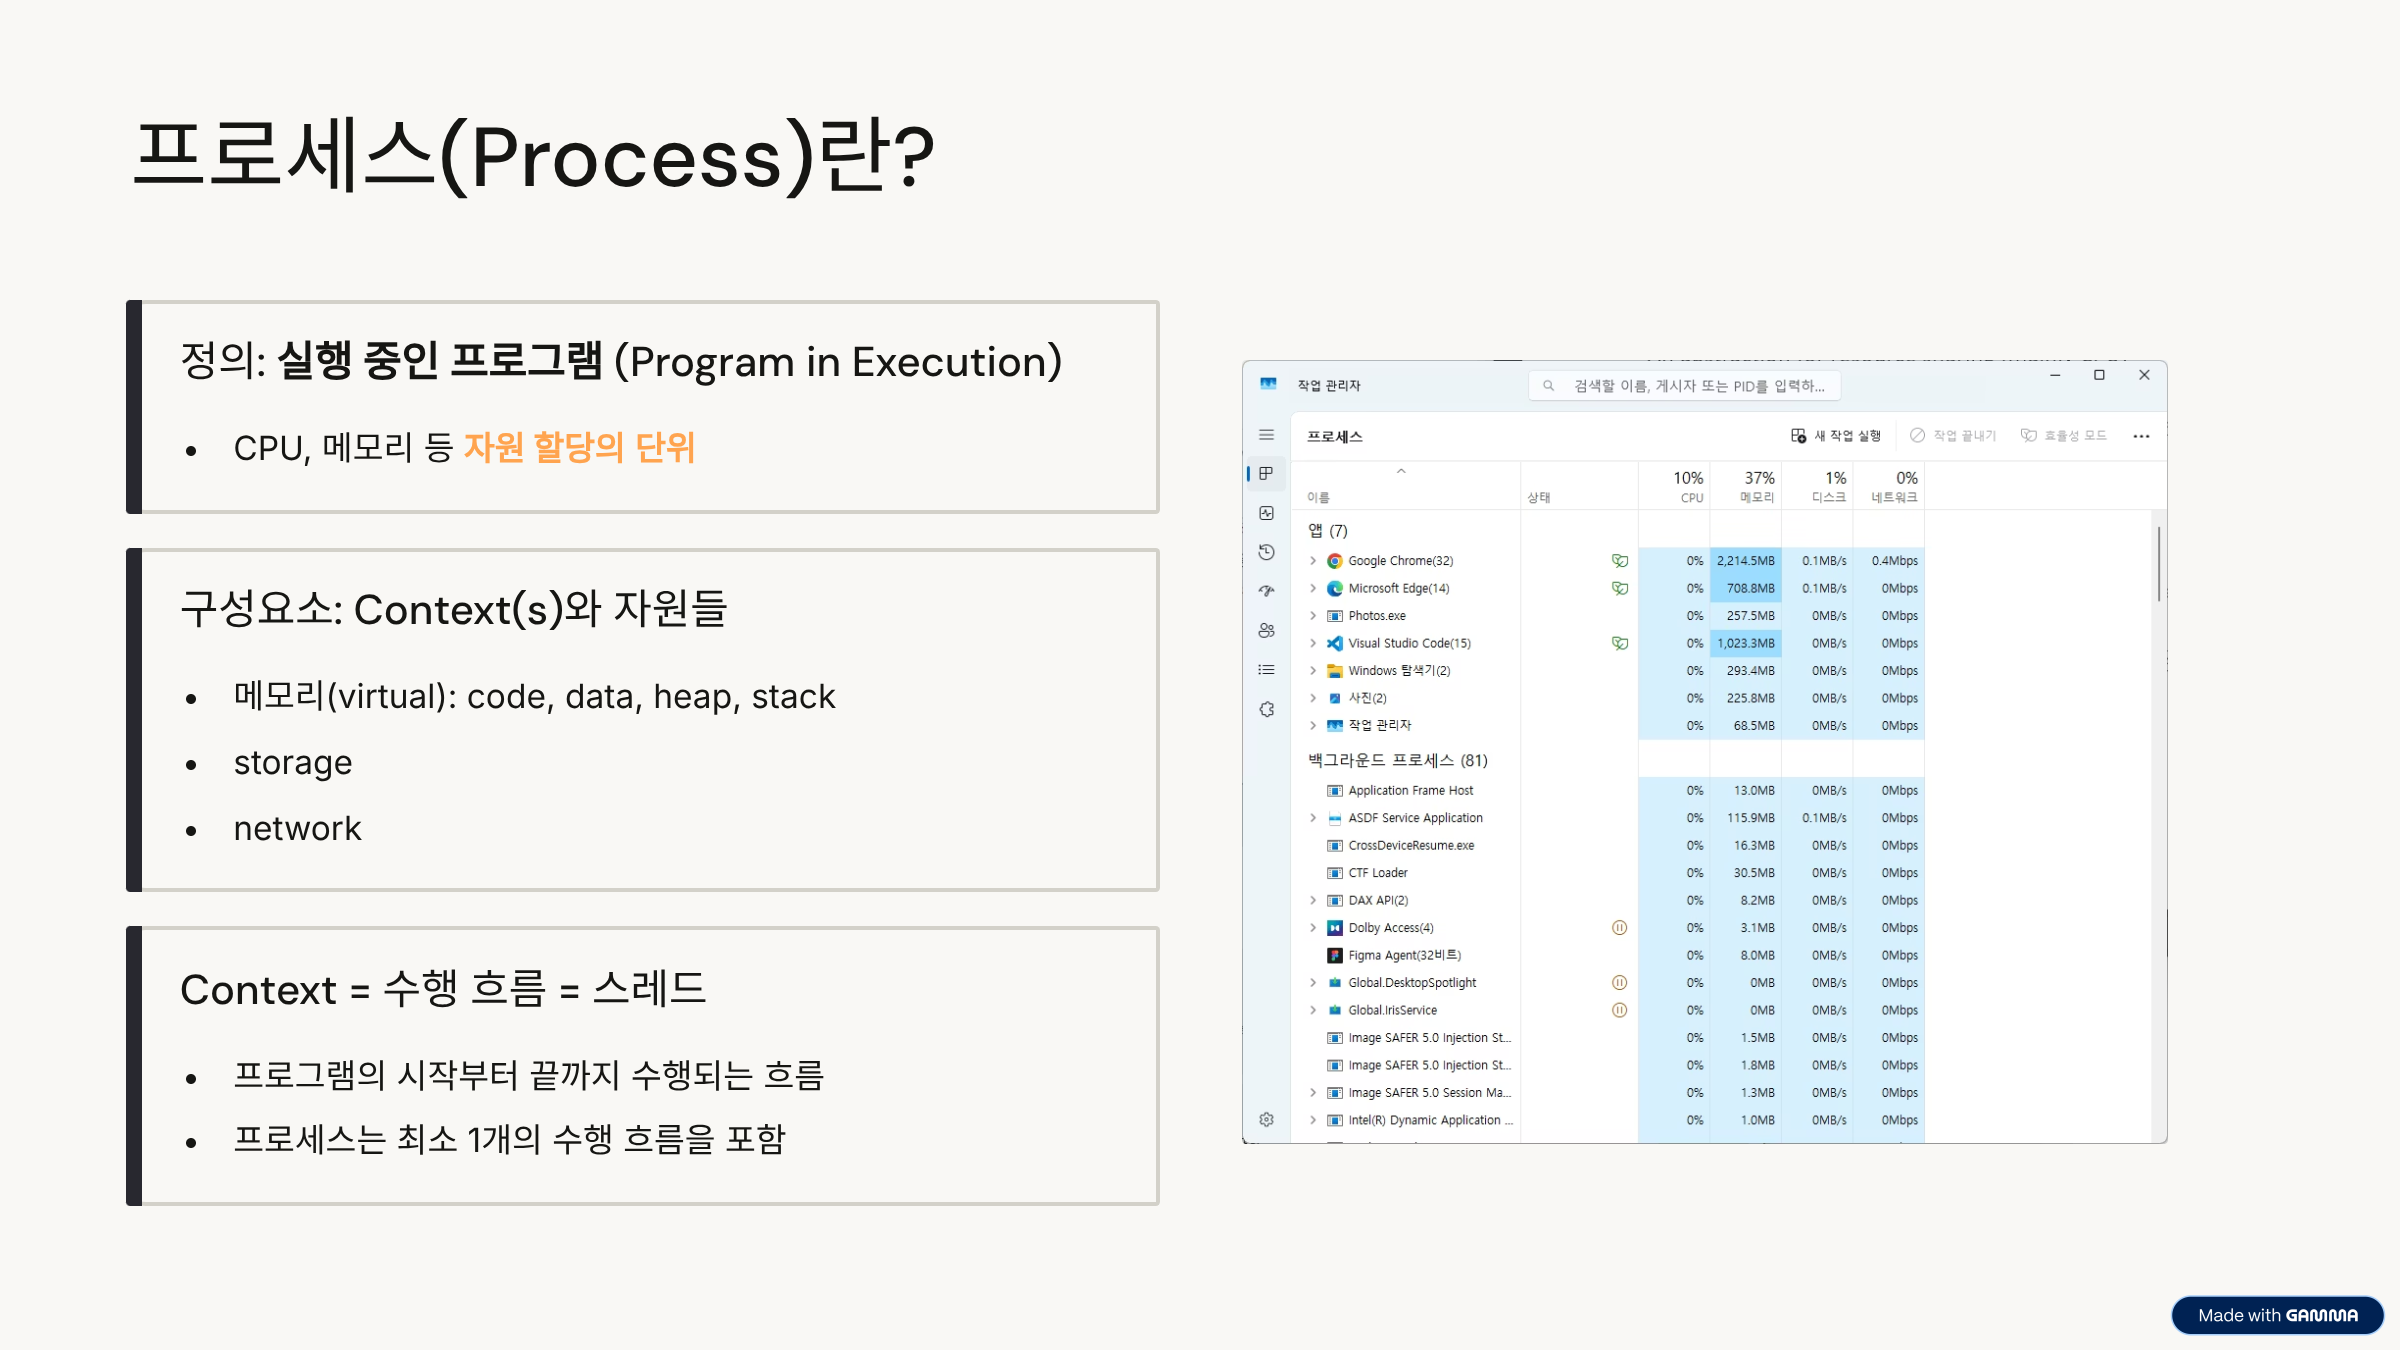 프로세스(Process)란?
정의: 실행 중인 프로그램 (Program in Execution)
• CPU, 메모리 등 자원 할당의 단위
구성요소: Context(s)와 자원들
• 메모리(virtual): code, data, heap, stack
• storage
• network
Context = 수행 흐름 = 스레드
• 프로그램의 시작부터 끝까지 수행되는 흐름
• 프로세스는 최소 1개의 수행 흐름을 포함
작업 관리자
검색할 이름, 게시자 또는 PID를 입력하...
프로세스 새 작업 실행 작업 끝내기 효율성 모드
10% 37% 1% 0%
이름 상태 CPU 메모리 디스크 네트워크
앱 (7)
Google Chrome(32) 0% 2,214.5MB 0.1MB/s 0.4Mbps
Microsoft Edge(14) 0% 708.8MB 0.1MB/s 0Mbps
Photos.exe 0% 257.5MB 0MB/s 0Mbps
Visual Studio Code(15) 0% 1,023.3MB 0MB/s 0Mbps
Windows 탐색기(2) 0% 293.4MB 0MB/s 0Mbps
사진(2) 0% 225.8MB 0MB/s 0Mbps
작업 관리자 0% 68.5MB 0MB/s 0Mbps
백그라운드 프로세스 (81)
Application Frame Host 0% 13.0MB 0MB/s 0Mbps
ASDF Service Application 0% 115.9MB 0.1MB/s 0Mbps
CrossDeviceResume.exe 0% 16.3MB 0MB/s 0Mbps
CTF Loader 0% 30.5MB 0MB/s 0Mbps
DAX API(2) 0% 8.2MB 0MB/s 0Mbps
Dolby Access(4) 0% 3.1MB 0MB/s 0Mbps
Figma Agent(32비트) 0% 8.0MB 0MB/s 0Mbps
Global.DesktopSpotlight 0% 0MB 0MB/s 0Mbps
Global.IrisService 0% 0MB 0MB/s 0Mbps
Image SAFER 5.0 Injection St... 0% 1.5MB 0MB/s 0Mbps
Image SAFER 5.0 Injection St... 0% 1.8MB 0MB/s 0Mbps
Image SAFER 5.0 Session Ma... 0% 1.3MB 0MB/s 0Mbps
Intel(R) Dynamic Application ... 0% 1.0MB 0MB/s 0Mbps
Made with GAMMA